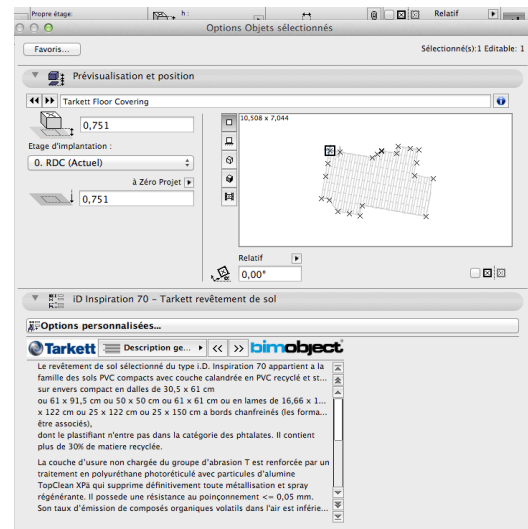 Propre étage:
h :
Relatif
Options Objets sélectionnés
Favoris...
Sélectionné(s):1 Editable: 1
Prévisualisation et position
Tarkett Floor Covering
0,751
Etage d'implantation :
0. RDC (Actuel)
à Zéro Projet
0,751
10,508 x 7,044
Relatif
0,00°
iD Inspiration 70 – Tarkett revêtement de sol
Options personnalisées...
Tarkett
Description ge...
<<
>>
bimobject
Le revêtement de sol sélectionné du type i.D. Inspiration 70 appartient a la
famille des sols PVC compacts avec couche calandrée en PVC recyclé et st...
sur envers compact en dalles de 30,5 x 61 cm
ou 61 x 91,5 cm ou 50 x 50 cm ou 61 x 61 cm ou en lames de 16,66 x 1...
x 122 cm ou 25 x 122 cm ou 25 x 150 cm a bords chanfreinés (les forma...
être associés),
dont le plastifiant n'entre pas dans la catégorie des phtalates. Il contient
plus de 30% de matiere recyclée.
La couche d'usure non chargée du groupe d'abrasion T est renforcée par un
traitement en polyuréthane photoréticulé avec particules d'alumine
TopClean XPä qui supprime définitivement toute métallisation et spray
régénérante. Il possede une résistance au poinçonnement <= 0,05 mm.
Son taux d'émission de composés organiques volatils dans l'air est inférie...